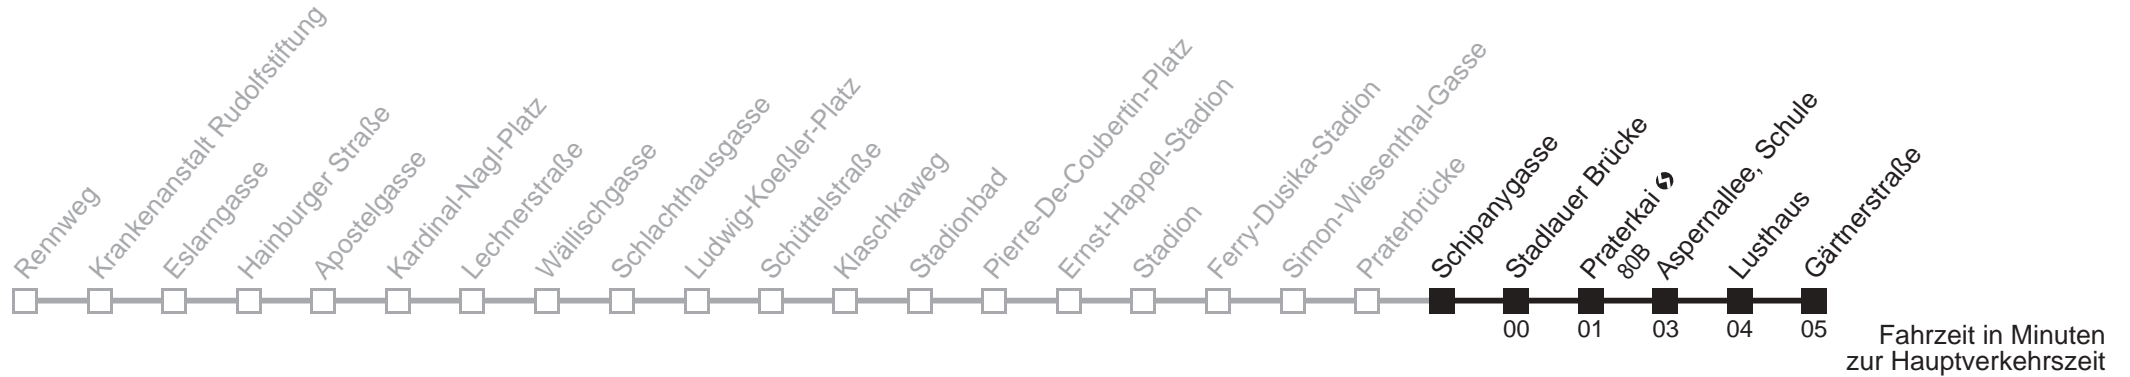 Rennweg
Krankenanstalt Rudolfstiftung
Eslarngasse
Hainburger Straße
Apostelgasse
Kardinal-Nagl-Platz
Lechnerstraße
Wällischgasse
Schlachthausgasse
Ludwig-Koeßler-Platz
Schüttelstraße
Klaschkaweg
Stadionbad
Pierre-De-Coubertin-Platz
Ernst-Happel-Stadion
Stadion
Ferry-Dusika-Stadion
Simon-Wiesenthal-Gasse
Praterbrücke
Schipanygasse
Stadlauer Brücke
Praterkai
80B
Aspernallee, Schule
Lusthaus
Gärtnerstraße
00 01 03 04 05
Fahrzeit in Minuten
zur Hauptverkehrszeit